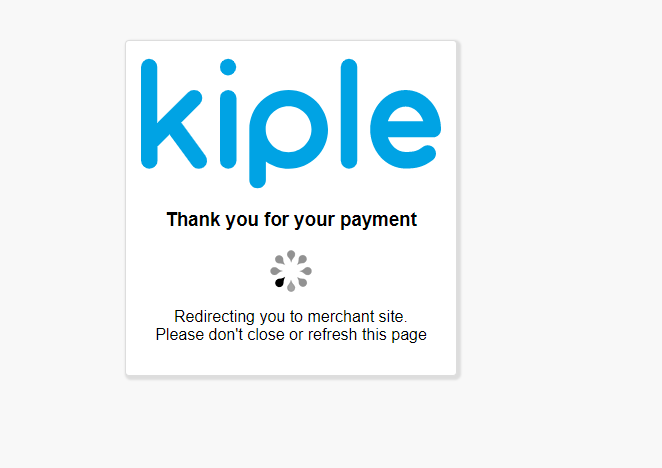 kiple
Thank you for your payment
Redirecting you to merchant site.
Please don't close or refresh this page